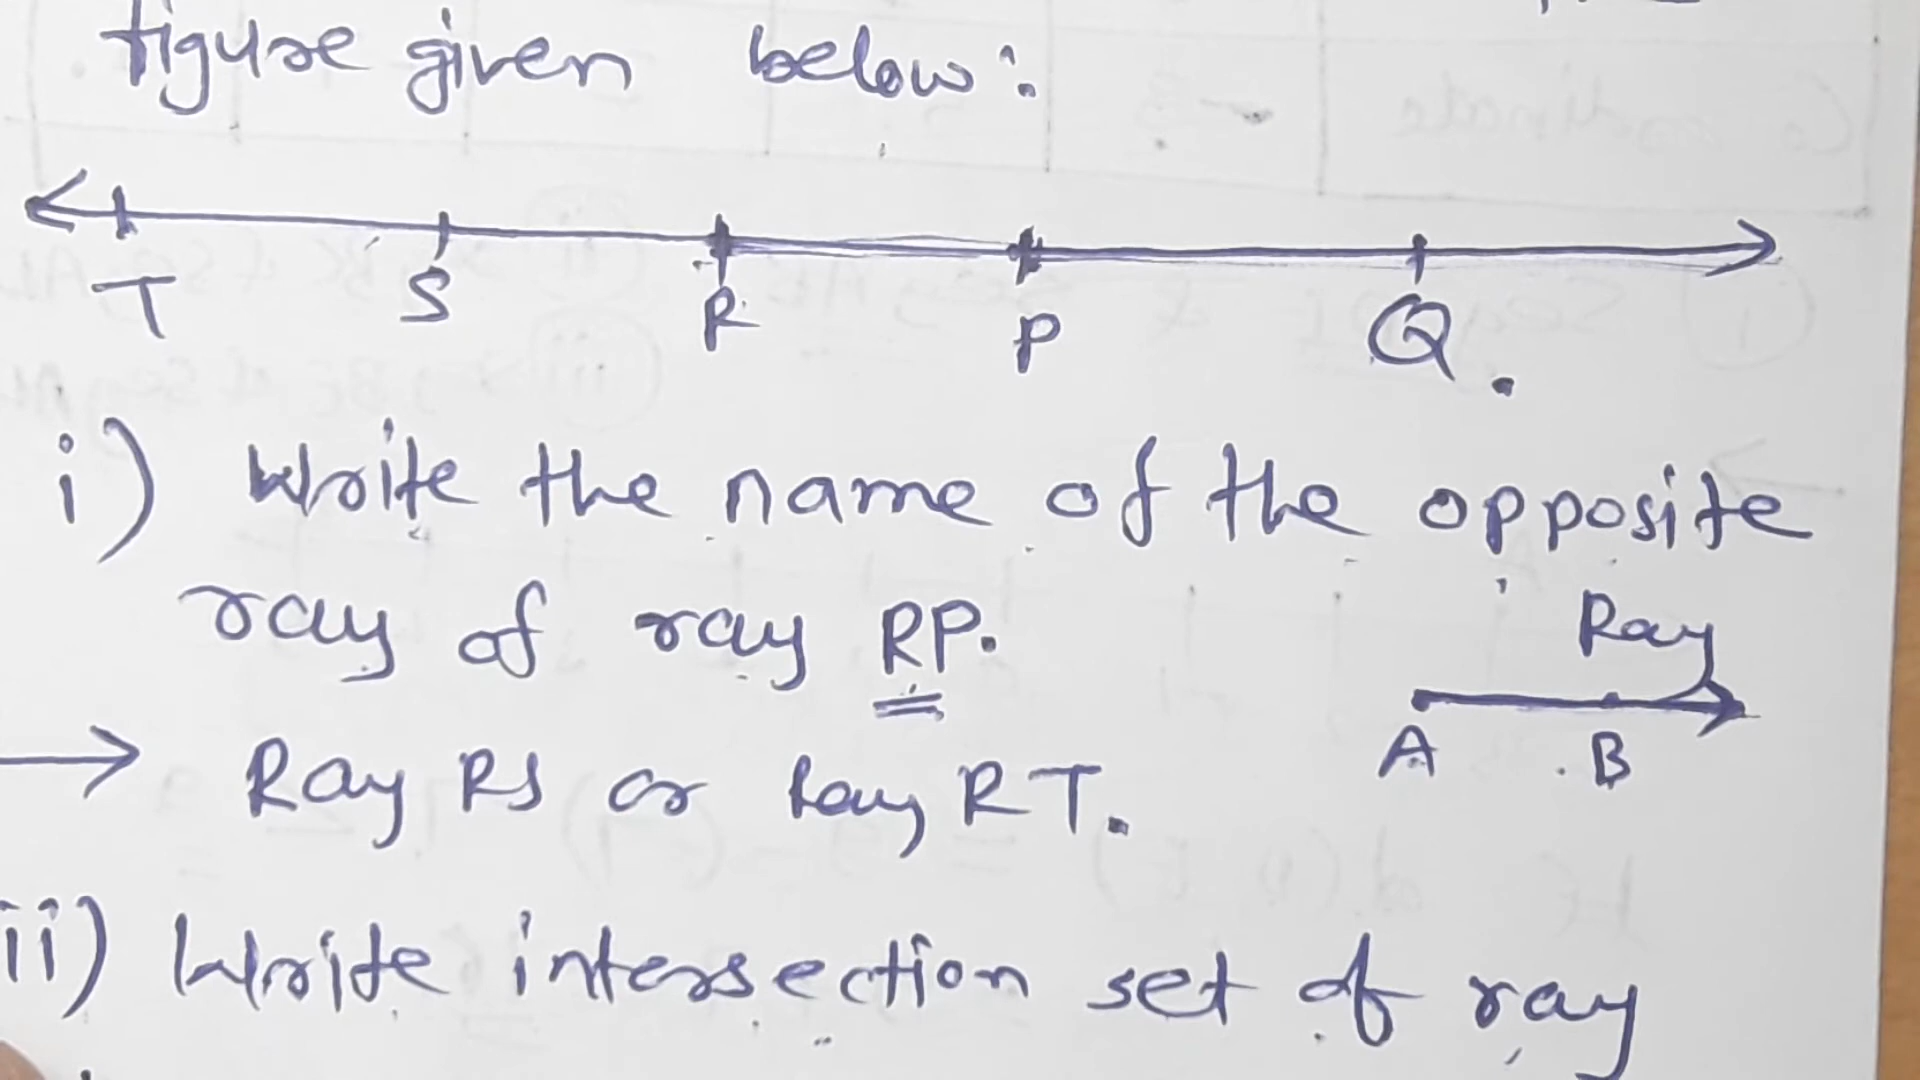 figure given below:
T S R P Q.
i) Write the name of the opposite
ray of ray RP.
Ray
A B
→ Ray RS or Ray RT.
ii) Write intersection set of ray